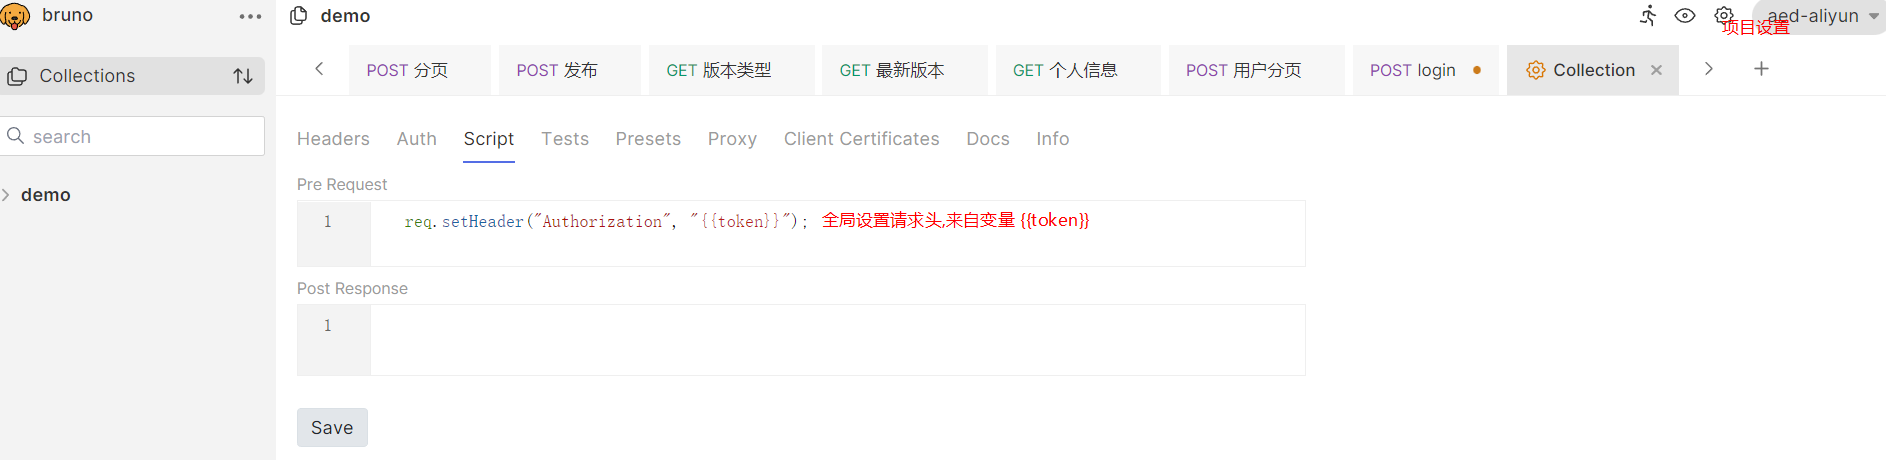 bruno
demo
项目设置
aed-aliyun
Collections
POST 分页
POST 发布
GET 版本类型
GET 最新版本
GET 个人信息
POST 用户分页
POST login
Collection
search
Headers Auth Script Tests Presets Proxy Client Certificates Docs Info
demo
Pre Request
1 req.setHeader("Authorization", "{{token}}"); 全局设置请求头,来自变量 {{token}}
Post Response
1
Save